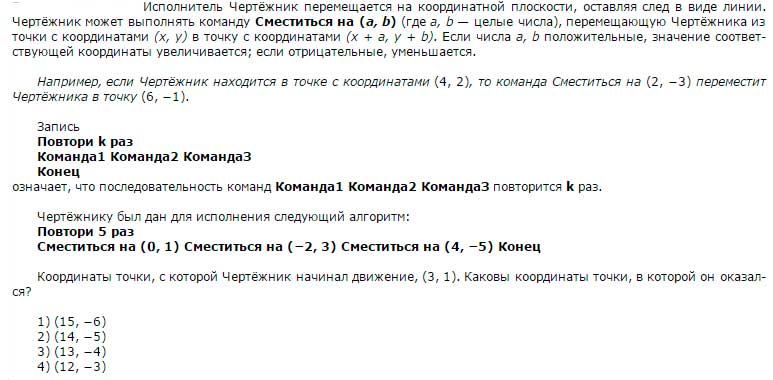 Исполнитель Чертёжник перемещается на координатной плоскости, оставляя след в виде линии.
Чертёжник может выполнять команду Сместиться на (a, b) (где a, b — целые числа), перемещающую Чертёжника из
точки с координатами (x, y) в точку с координатами (x + a, y + b). Если числа a, b положительные, значение соответ-
ствующей координаты увеличивается; если отрицательные, уменьшается.
Например, если Чертёжник находится в точке с координатами (4, 2), то команда Сместиться на (2, −3) переместит
Чертёжника в точку (6, −1).
Запись
Повтори k раз
Команда1 Команда2 Команда3
Конец
означает, что последовательность команд Команда1 Команда2 Команда3 повторится k раз.
Чертёжнику был дан для исполнения следующий алгоритм:
Повтори 5 раз
Сместиться на (0, 1) Сместиться на (−2, 3) Сместиться на (4, −5) Конец
Координаты точки, с которой Чертёжник начинал движение, (3, 1). Каковы координаты точки, в которой он оказал-
ся?
1) (15, −6)
2) (14, −5)
3) (13, −4)
4) (12, −3)